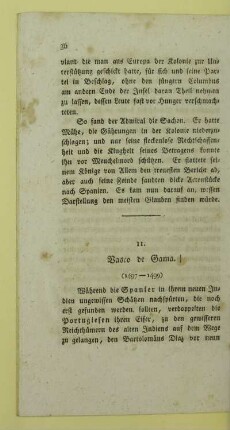 30
viant die man aus Europa der Kolonie zur Un-
terstützung geschickt hatte, für sich und seine Par-
tei in Beschlag, ohne den jüngern Columbus
am andern Ende der Insel daran Theil nehmen
zu lassen, dessen Leute fast vor Hunger verschmach-
teten.
So fand der Admiral die Sachen. Er hatte
Mühe, die Gährungen in der Kolonie niederzu-
schlagen; und nur seine fleckenlose Rechtschaffen-
heit und die Klugheit seines Betragens konnte
ihn vor Meuchelmord schützen. Er stattete sei-
nem Könige von Allem den treuesten Bericht ab,
aber auch seine Feinde sandten dicke Actenstücke
nach Spanien. Es kam nun darauf an, wessen
Darstellung den meisten Glauben finden würde.
11.
Vasco de Gama.
(1497—1499)
Während die Spanier in ihrem neuen In-
dien ungewissen Schätzen nachspürten, die noch
erst gefunden werden sollten, verdoppelten die
Portugiesen ihren Eifer, zu den gewisseren
Reichthümern des alten Indiens auf dem Wege
zu gelangen, den Bartolomäus Diaz vor neun